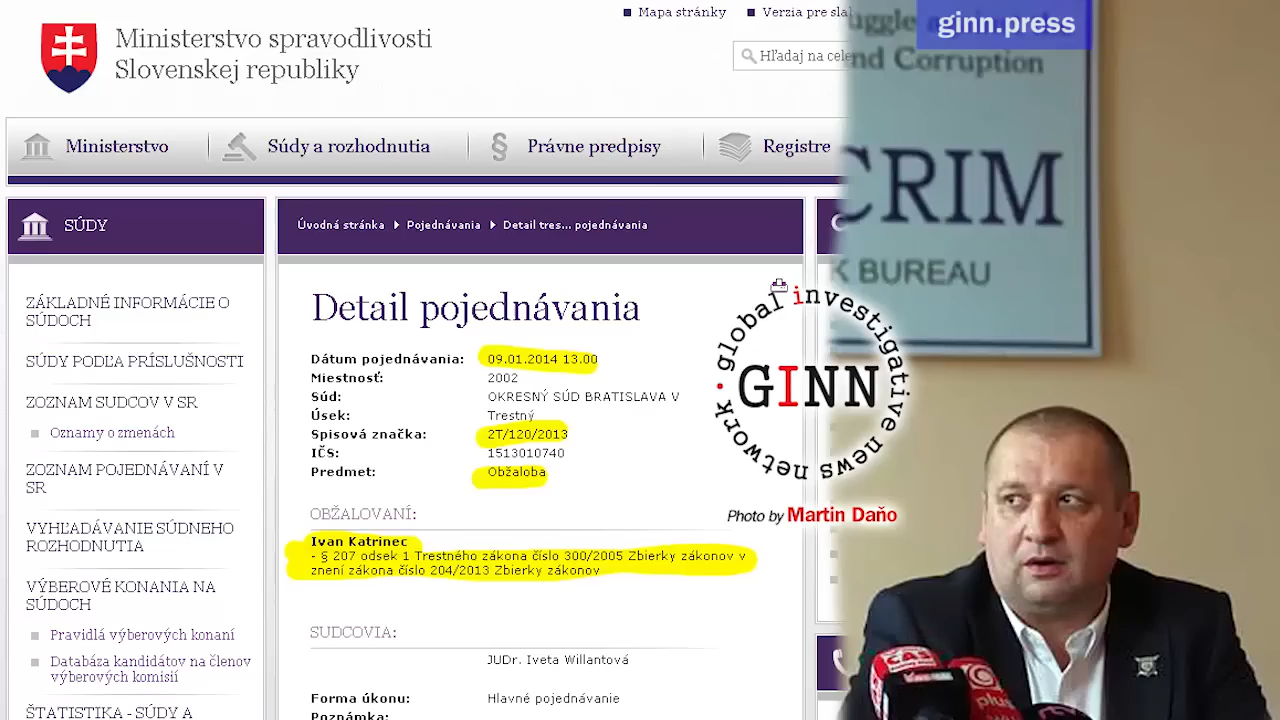 Mapa stránky
Verzia pre sla
ginn.press
Ministerstvo spravodlivosti
Slovenskej republiky
Hľadaj na cele
and Corruption
Ministerstvo
Súdy a rozhodnutia
§
Právne predpisy
Registre
CRIM
BUREAU
SÚDY
Úvodná stránka
Pojednávania
Detail tres... pojednávania
ZÁKLADNÉ INFORMÁCIE O
SÚDOCH
SÚDY PODĽA PRÍSLUŠNOSTI
ZOZNAM SUDCOV V SR
Oznamy o zmenách
ZOZNAM POJEDNÁVANÍ V
SR
VYHĽADÁVANIE SÚDNEHO
ROZHODNUTIA
VÝBEROVÉ KONANIA NA
SÚDOCH
Pravidlá výberových konaní
Databáza kandidátov na členov
výberových komisií
ŠTATISTIKA - SÚDY A
Detail pojednávania
Dátum pojednávania: 09.01.2014 13.00
Miestnosť: 2002
Súd: OKRESNÝ SÚD BRATISLAVA V
Úsek: Trestný
Spisová značka: 2T/120/2013
IČS: 1513010740
Predmet: Obžaloba
OBŽALOVANÍ:
Ivan Katrinec
- § 207 odsek 1 Trestného zákona číslo 300/2005 Zbierky zákonov v
znení zákona číslo 204/2013 Zbierky zákonov
SUDCOVIA:
JUDr. Iveta Willantová
Forma úkonu: Hlavné pojednávanie
Poznámka:
global investigative news network
GINN
Photo by Martin Daňo
ČAS
plus